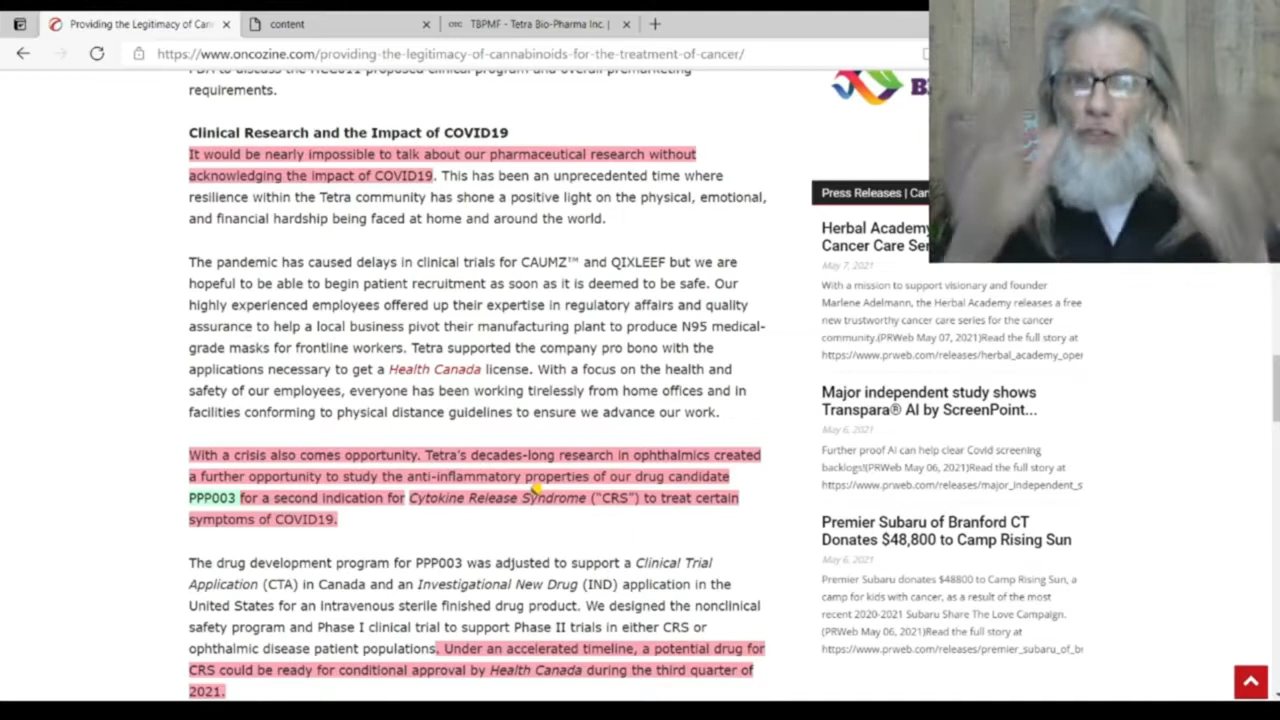 Providing the Legitimacy of Can
content
OTC TBPMF - Tetra Bio-Pharma Inc. |
https://www.oncozine.com/providing-the-legitimacy-of-cannabinoids-for-the-treatment-of-cancer/
requirements.
Clinical Research and the Impact of COVID19
It would be nearly impossible to talk about our pharmaceutical research without
acknowledging the impact of COVID19. This has been an unprecedented time where
resilience within the Tetra community has shone a positive light on the physical, emotional,
and financial hardship being faced at home and around the world.
The pandemic has caused delays in clinical trials for CAUMZ™ and QIXLEEF but we are
hopeful to be able to begin patient recruitment as soon as it is deemed to be safe. Our
highly experienced employees offered up their expertise in regulatory affairs and quality
assurance to help a local business pivot their manufacturing plant to produce N95 medical-
grade masks for frontline workers. Tetra supported the company pro bono with the
applications necessary to get a Health Canada license. With a focus on the health and
safety of our employees, everyone has been working tirelessly from home offices and in
facilities conforming to physical distance guidelines to ensure we advance our work.
With a crisis also comes opportunity. Tetra's decades-long research in ophthalmics created
a further opportunity to study the anti-inflammatory properties of our drug candidate
PPP003 for a second indication for Cytokine Release Syndrome ("CRS") to treat certain
symptoms of COVID19.
The drug development program for PPP003 was adjusted to support a Clinical Trial
Application (CTA) in Canada and an Investigational New Drug (IND) application in the
United States for an intravenous sterile finished drug product. We designed the nonclinical
safety program and Phase I clinical trial to support Phase II trials in either CRS or
ophthalmic disease patient populations. Under an accelerated timeline, a potential drug for
CRS could be ready for conditional approval by Health Canada during the third quarter of
2021.
Press Releases | Can
Herbal Academy
Cancer Care Se
May 7, 2021
With a mission to support visionary and founder
Marlene Adelmann, the Herbal Academy releases a free
new trustworthy cancer care series for the cancer
community.(PRWeb May 07, 2021)Read the full story at
https://www.prweb.com/releases/herbal_academy_oper
Major independent study shows
Transpara® AI by ScreenPoint...
May 6, 2021
Further proof AI can help clear Covid screening
backlogs!(PRWeb May 06, 2021)Read the full story at
https://www.prweb.com/releases/major_independent_s
Premier Subaru of Branford CT
Donates $48,800 to Camp Rising Sun
May 6, 2021
Premier Subaru donates $48800 to Camp Rising Sun, a
camp for kids with cancer, as a result of the most
recent 2020-2021 Subaru Share The Love Campaign.
(PRWeb May 06, 2021)Read the full story at
https://www.prweb.com/releases/premier_subaru_of_br